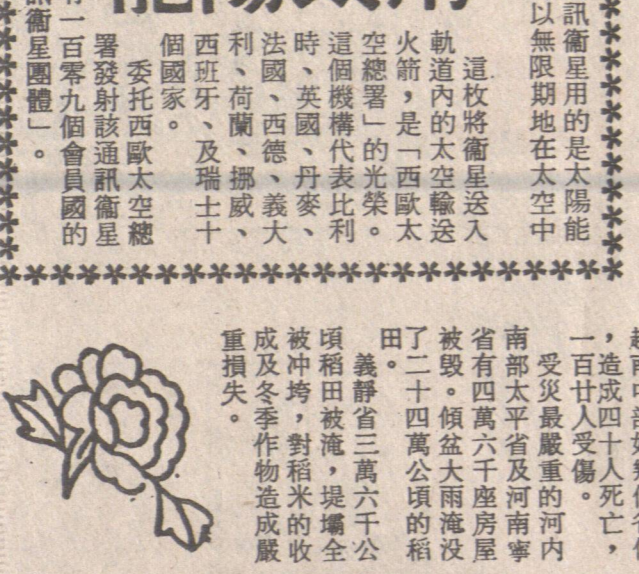 訊衞星用的是太陽能
以無限期地在太空中
這枚將衞星送入
軌道內的太空輸送
火箭，是「西歐太
空總署」的光榮。
這個機構代表比利
時、英國、丹麥、
法國、西德、義大
利、荷蘭、挪威、
西班牙、及瑞士十
個國家。
委托西歐太空總
署發射該通訊衞星
一百零九個會員國的
訊衞星團體」。
，造成四十人死亡，
一百廿人受傷。
受災最嚴重的河內
南部太平省及河南寧
省有四萬六千座房屋
被毀。傾盆大雨淹没
了二十四萬公頃的稻
田。
義靜省三萬六千公
頃稻田被淹，堤壩全
被冲垮，對稻米的收
成及冬季作物造成嚴
重損失。